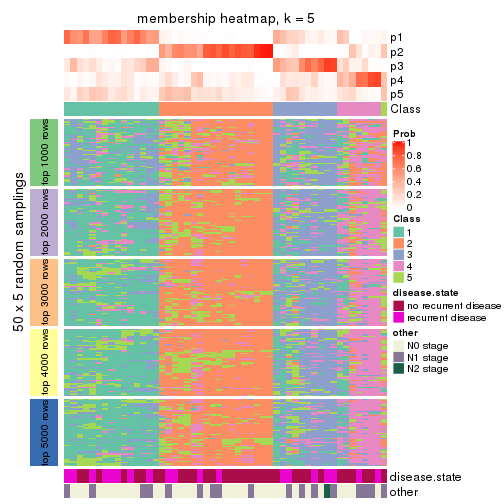 membership heatmap, k = 5
p1
p2
p3
p4
p5
Class
50 x 5 random samplings
top 1000 rows
top 2000 rows
top 3000 rows
top 4000 rows
top 5000 rows
disease.state
other
Prob
1
0.8
0.6
0.4
0.2
0
Class
1
2
3
4
5
disease.state
no recurrent disease
recurrent disease
other
N0 stage
N1 stage
N2 stage